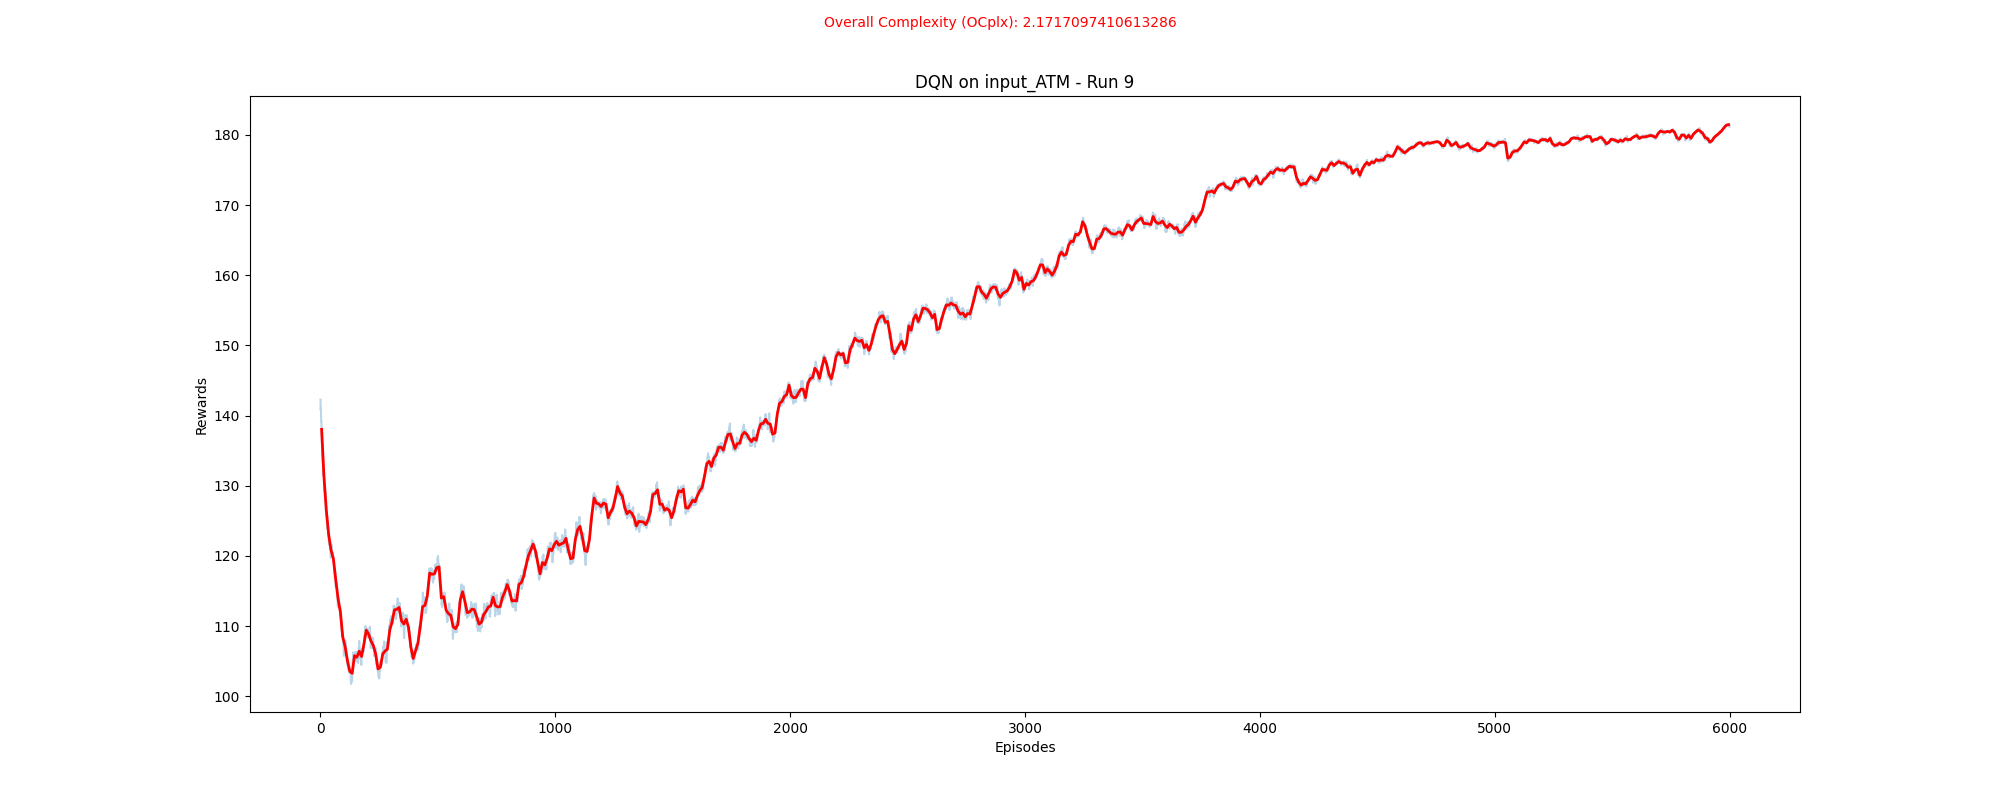 Overall Complexity (OCplx): 2.1717097410613286
DQN on input_ATM - Run 9
180
170
160
150
140
130
120
110
100
Rewards
0 1000 2000 3000 4000 5000 6000
Episodes